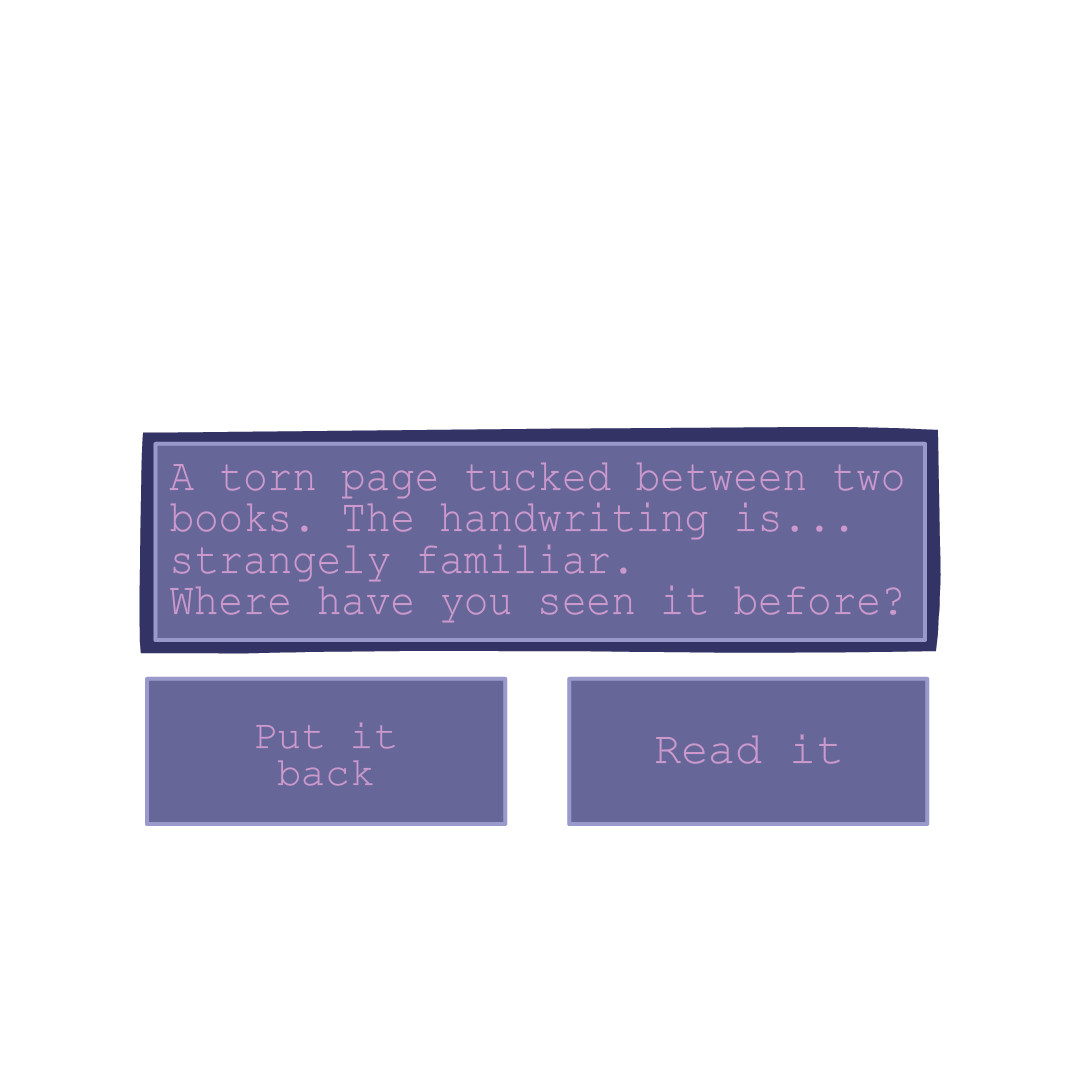 A torn page tucked between two
books. The handwriting is...
strangely familiar.
Where have you seen it before?
Put it
back
Read it